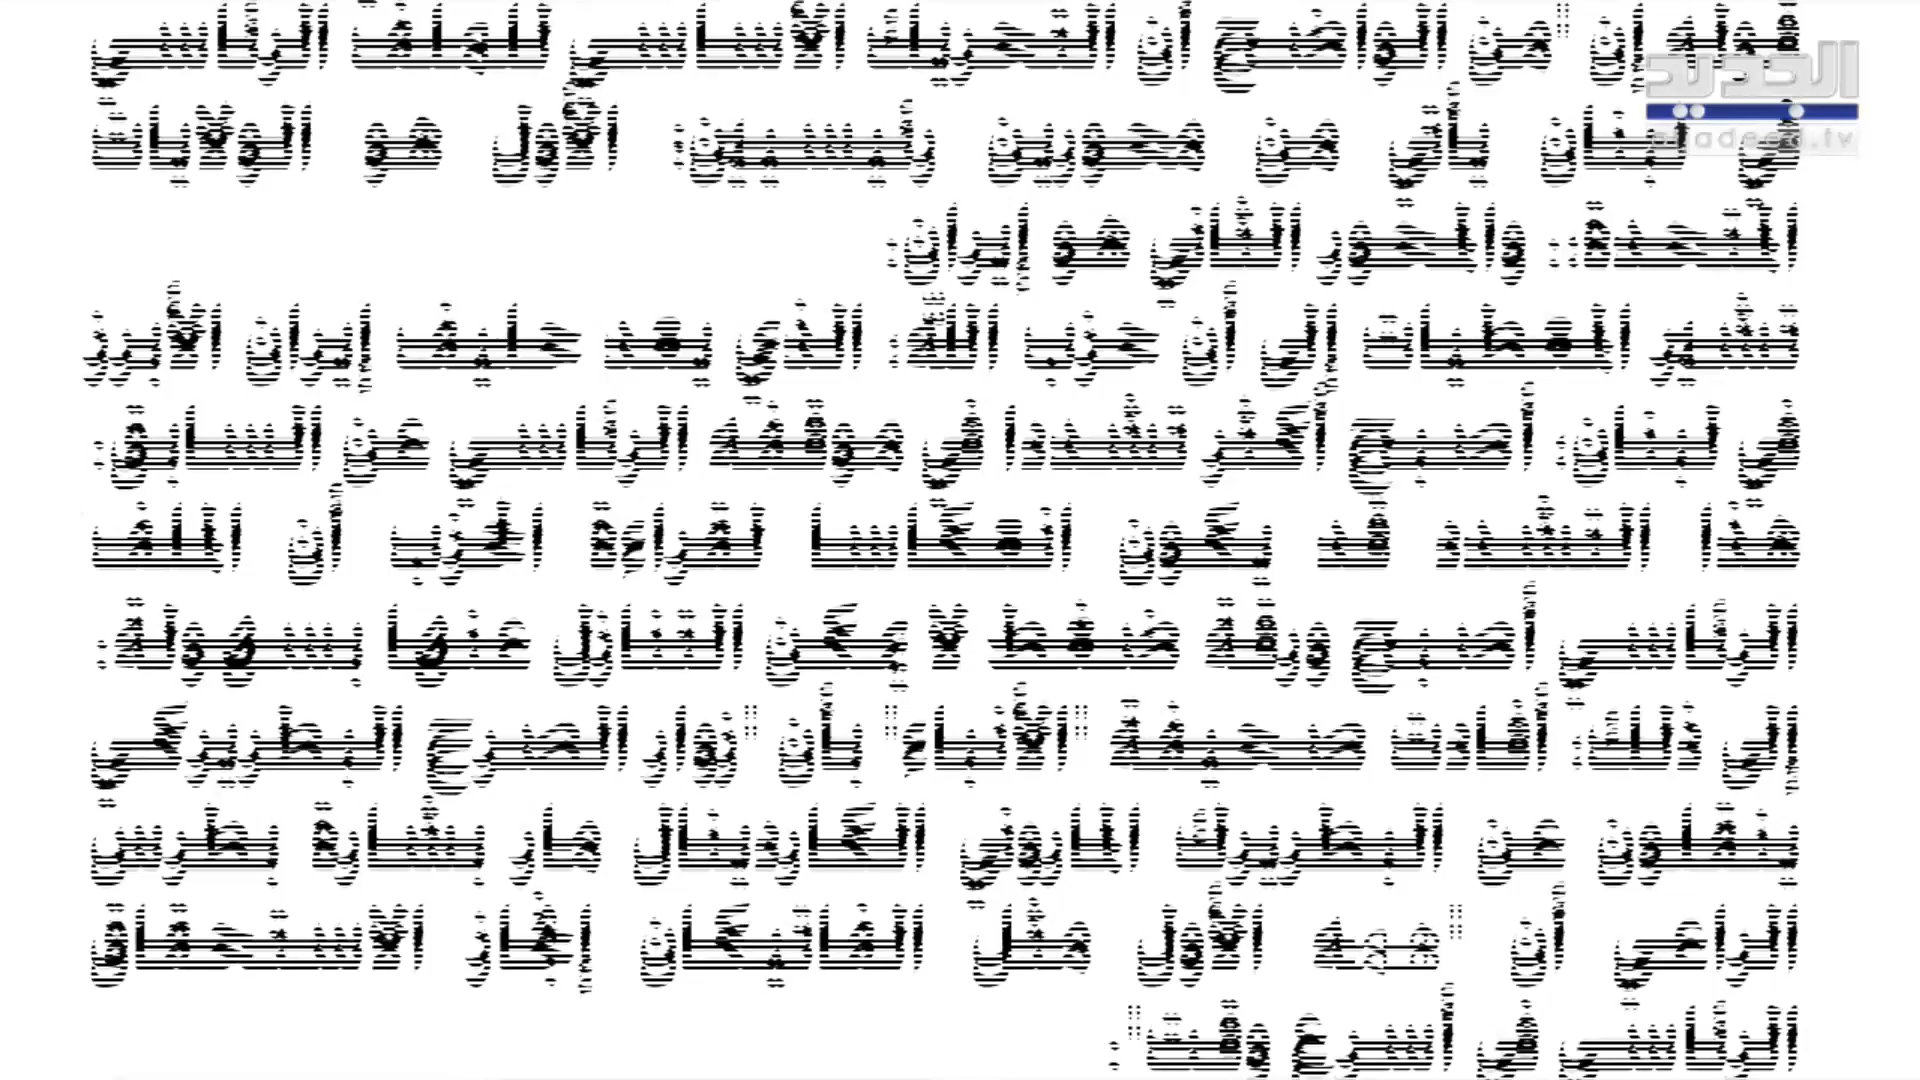 بقوله إن "من الواضح أن التحريك الأساسي للملف الرئاسي
في لبنان يأتي من محورين رئيسيين: الأول هو الولايات
المتحدة: والمحور الثاني هو إيران:
تشير المعطيات إلى أن حزب الله: الذي يعد حليف إيران الأبرز
في لبنان: أصبح أكثر تشددا في موقفه الرئاسي عن السابق:
هذا التشدد قد يكون انعكاسا لقراءة الحزب أن الملف
الرئاسي أصبح ورقة ضغط لا يمكن التنازل عنها بسهولة:
إلى ذلك: أفادت صحيفة "الأنباء" بأن "زوار الصرح البطريركي
ينقلون عن البطريرك الماروني الكاردينال مار بشارة بطرس
الراعي أن "همه الأول مثل الفاتيكان إنجاز الاستحقاق
الرئاسي في أسرع وقت":
الجديد
aljadeed.tv